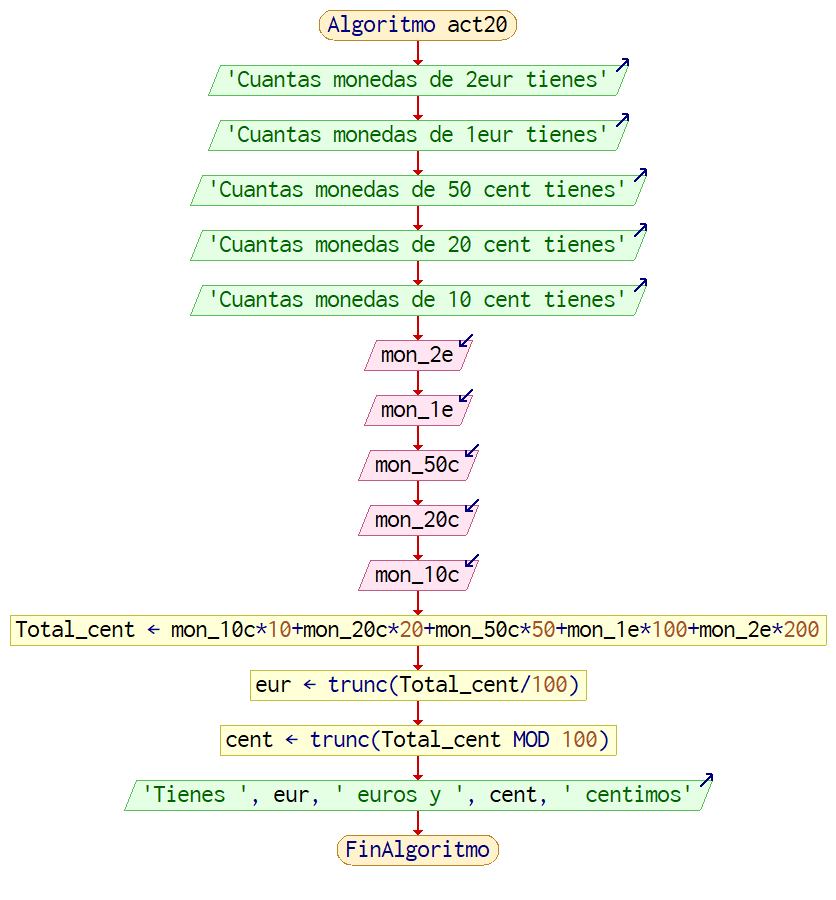 Algoritmo act20
'Cuantas monedas de 2eur tienes'
'Cuantas monedas de 1eur tienes'
'Cuantas monedas de 50 cent tienes'
'Cuantas monedas de 20 cent tienes'
'Cuantas monedas de 10 cent tienes'
mon_2e
mon_1e
mon_50c
mon_20c
mon_10c
Total_cent ← mon_10c*10+mon_20c*20+mon_50c*50+mon_1e*100+mon_2e*200
eur ← trunc(Total_cent/100)
cent ← trunc(Total_cent MOD 100)
'Tienes ', eur, ' euros y ', cent, ' centimos'
FinAlgoritmo